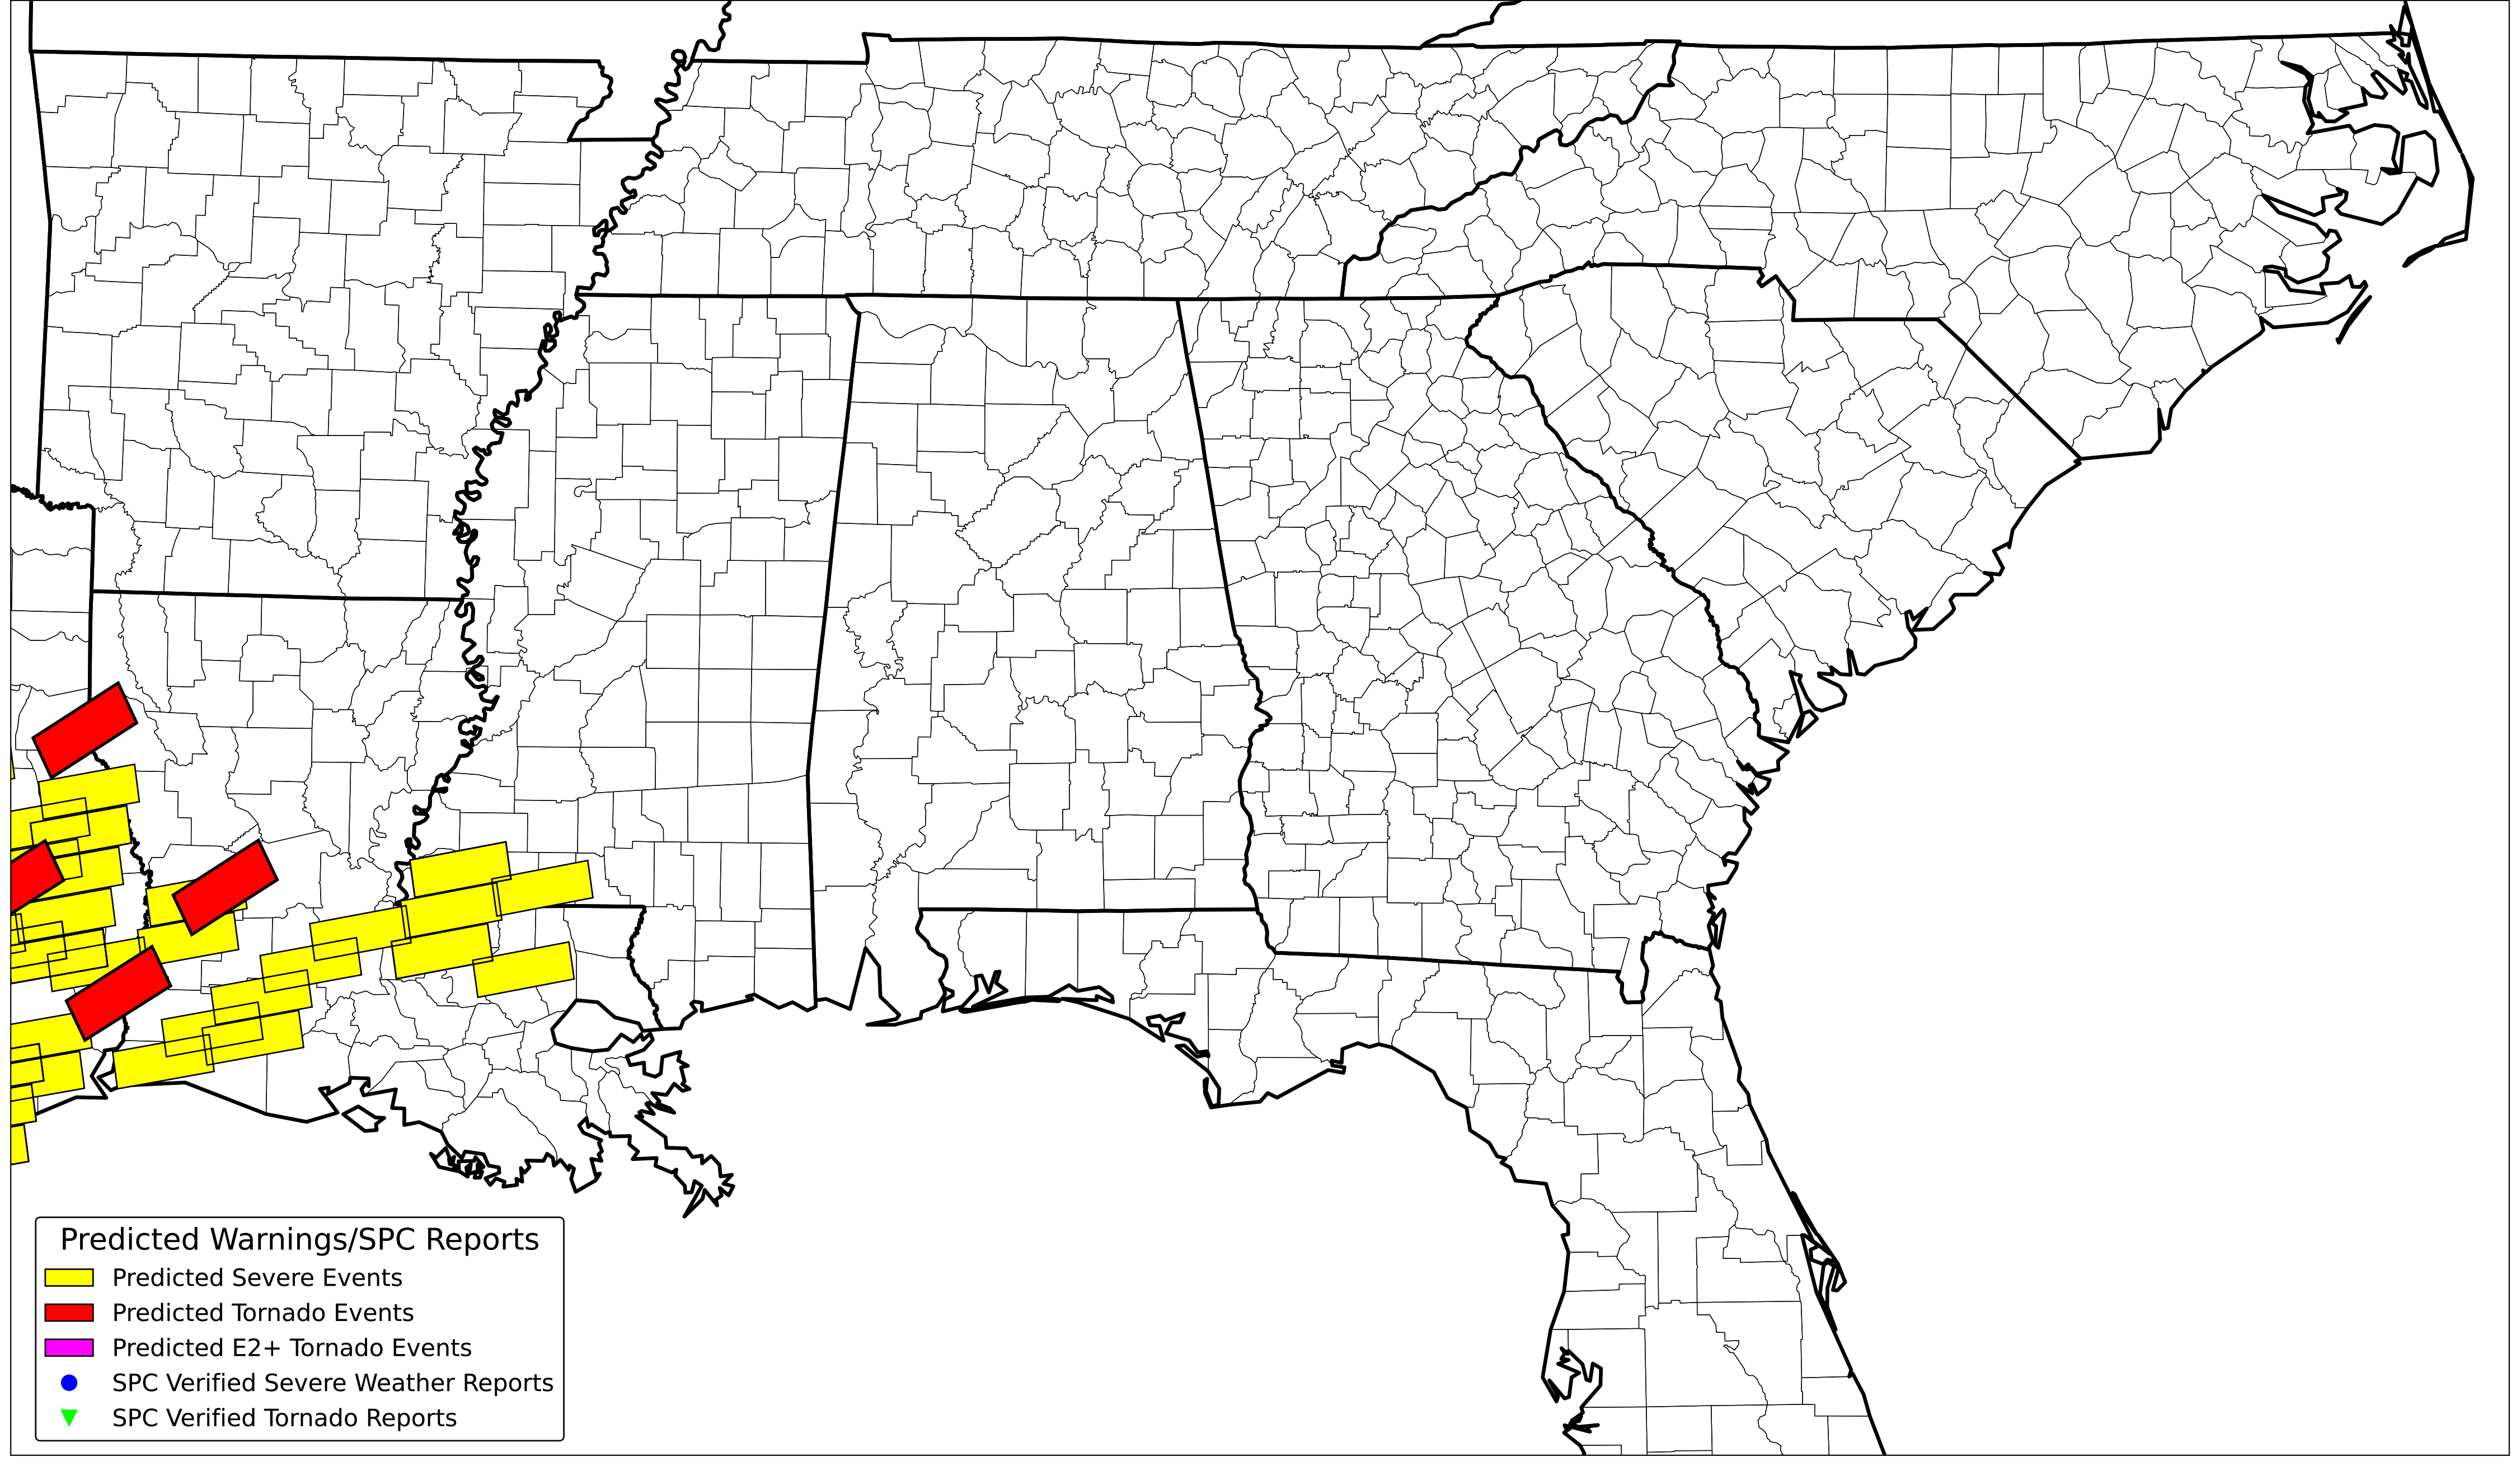 Predicted Warnings/SPC Reports
Predicted Severe Events
Predicted Tornado Events
Predicted E2+ Tornado Events
SPC Verified Severe Weather Reports
SPC Verified Tornado Reports